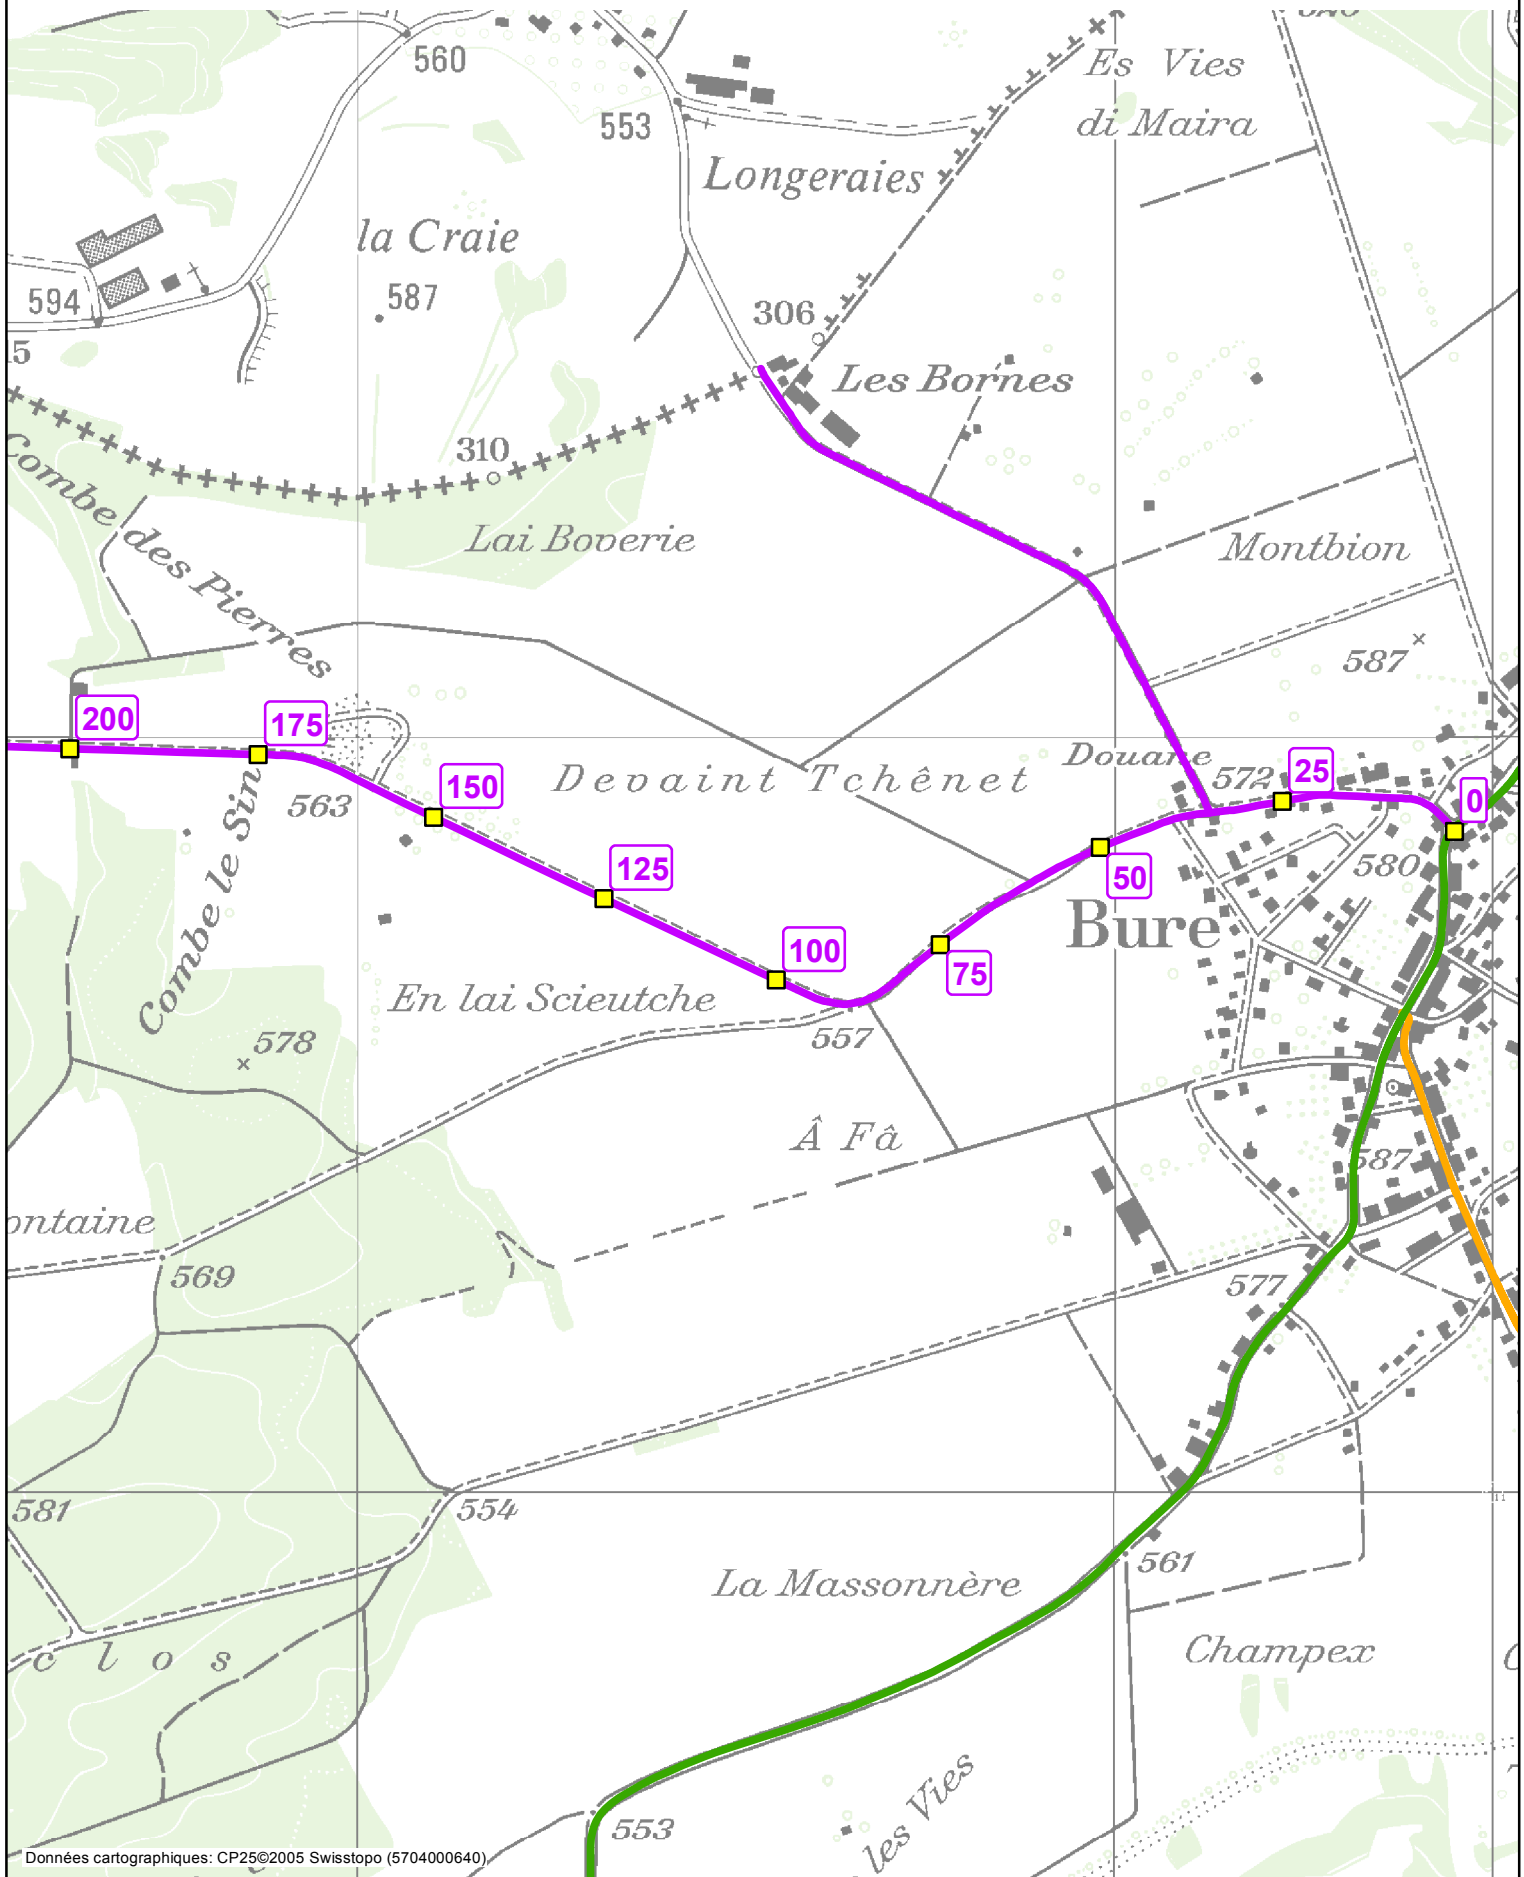 560
Es Vies
di Maira
553
Longeraies
la Craie
594
587
306
15
Les Bornes
310
Combe des Pierres
Lai Boverie
Montbion
587
200
175
Douane
572
25
0
563
150
Devaint Tchênet
Combe le Sin
580
125
50
Bure
100
75
En lai Scieutche
557
578
Â Fâ
587
ontaine
569
577
581
554
11
561
La Massonnère
clos
Champex
les Vies
553
Données cartographiques: CP25©2005 Swisstopo (5704000640)